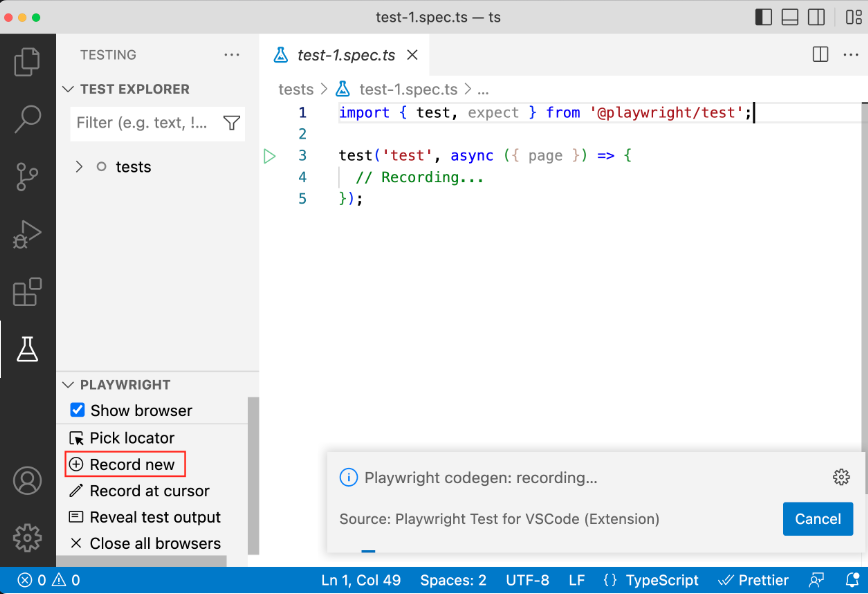 test-1.spec.ts — ts
TESTING
TEST EXPLORER
Filter (e.g. text, !...
tests
PLAYWRIGHT
Show browser
Pick locator
Record new
Record at cursor
Reveal test output
Close all browsers
test-1.spec.ts
tests > test-1.spec.ts > ...
1 import { test, expect } from '@playwright/test';
2
3 test('test', async ({ page }) => {
4 // Recording...
5 });
Playwright codegen: recording...
Source: Playwright Test for VSCode (Extension)
Cancel
0 0 Ln 1, Col 49 Spaces: 2 UTF-8 LF {} TypeScript Prettier